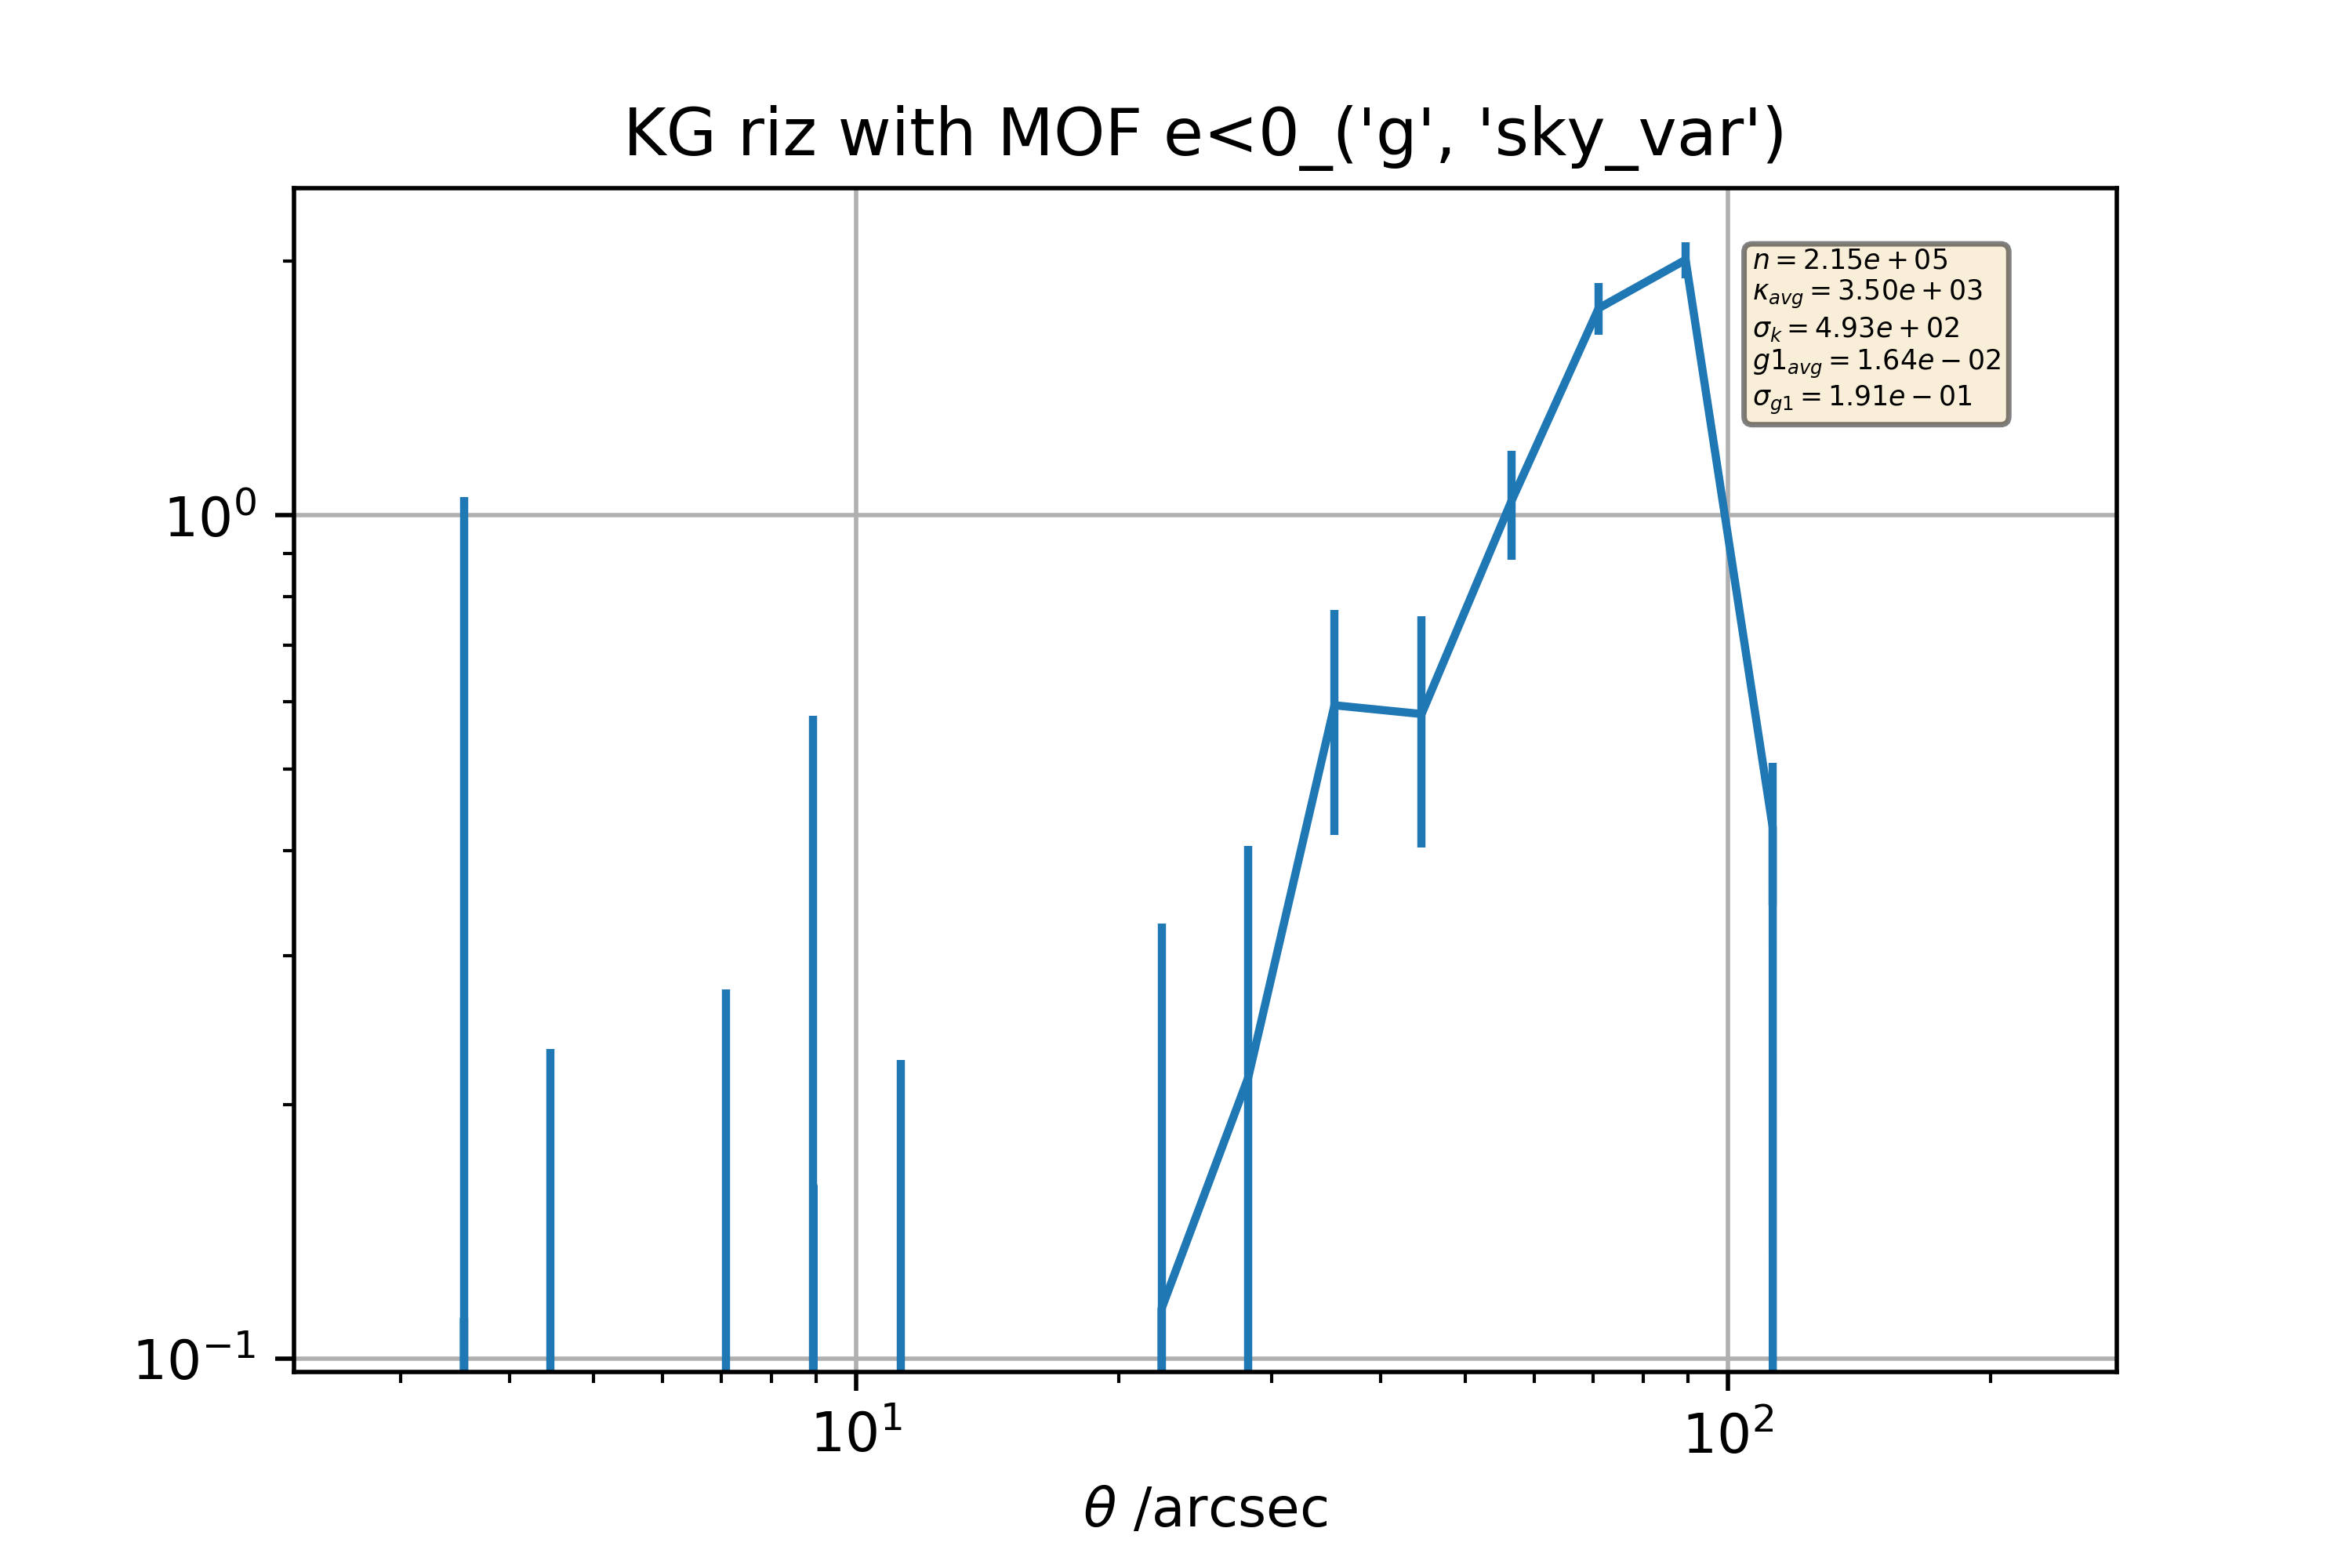 KG riz with MOF e<0_('g', 'sky_var')
n = 2.15e + 05
κavg = 3.50e + 03
σk = 4.93e + 02
g1avg = 1.64e − 02
σg1 = 1.91e − 01
10⁰
10⁻¹
10¹ 10²
θ /arcsec